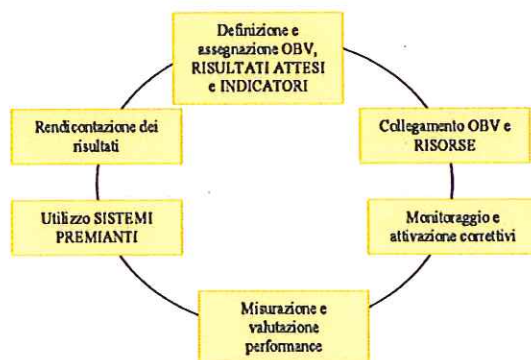 Definizione e
assegnazione OBV,
RISULTATI ATTESI
e INDICATORI
Collegamento OBV e
RISORSE
Monitoraggio e
attivazione correttivi
Misurazione e
valutazione
performance
Utilizzo SISTEMI
PREMIANTI
Rendicontazione dei
risultati